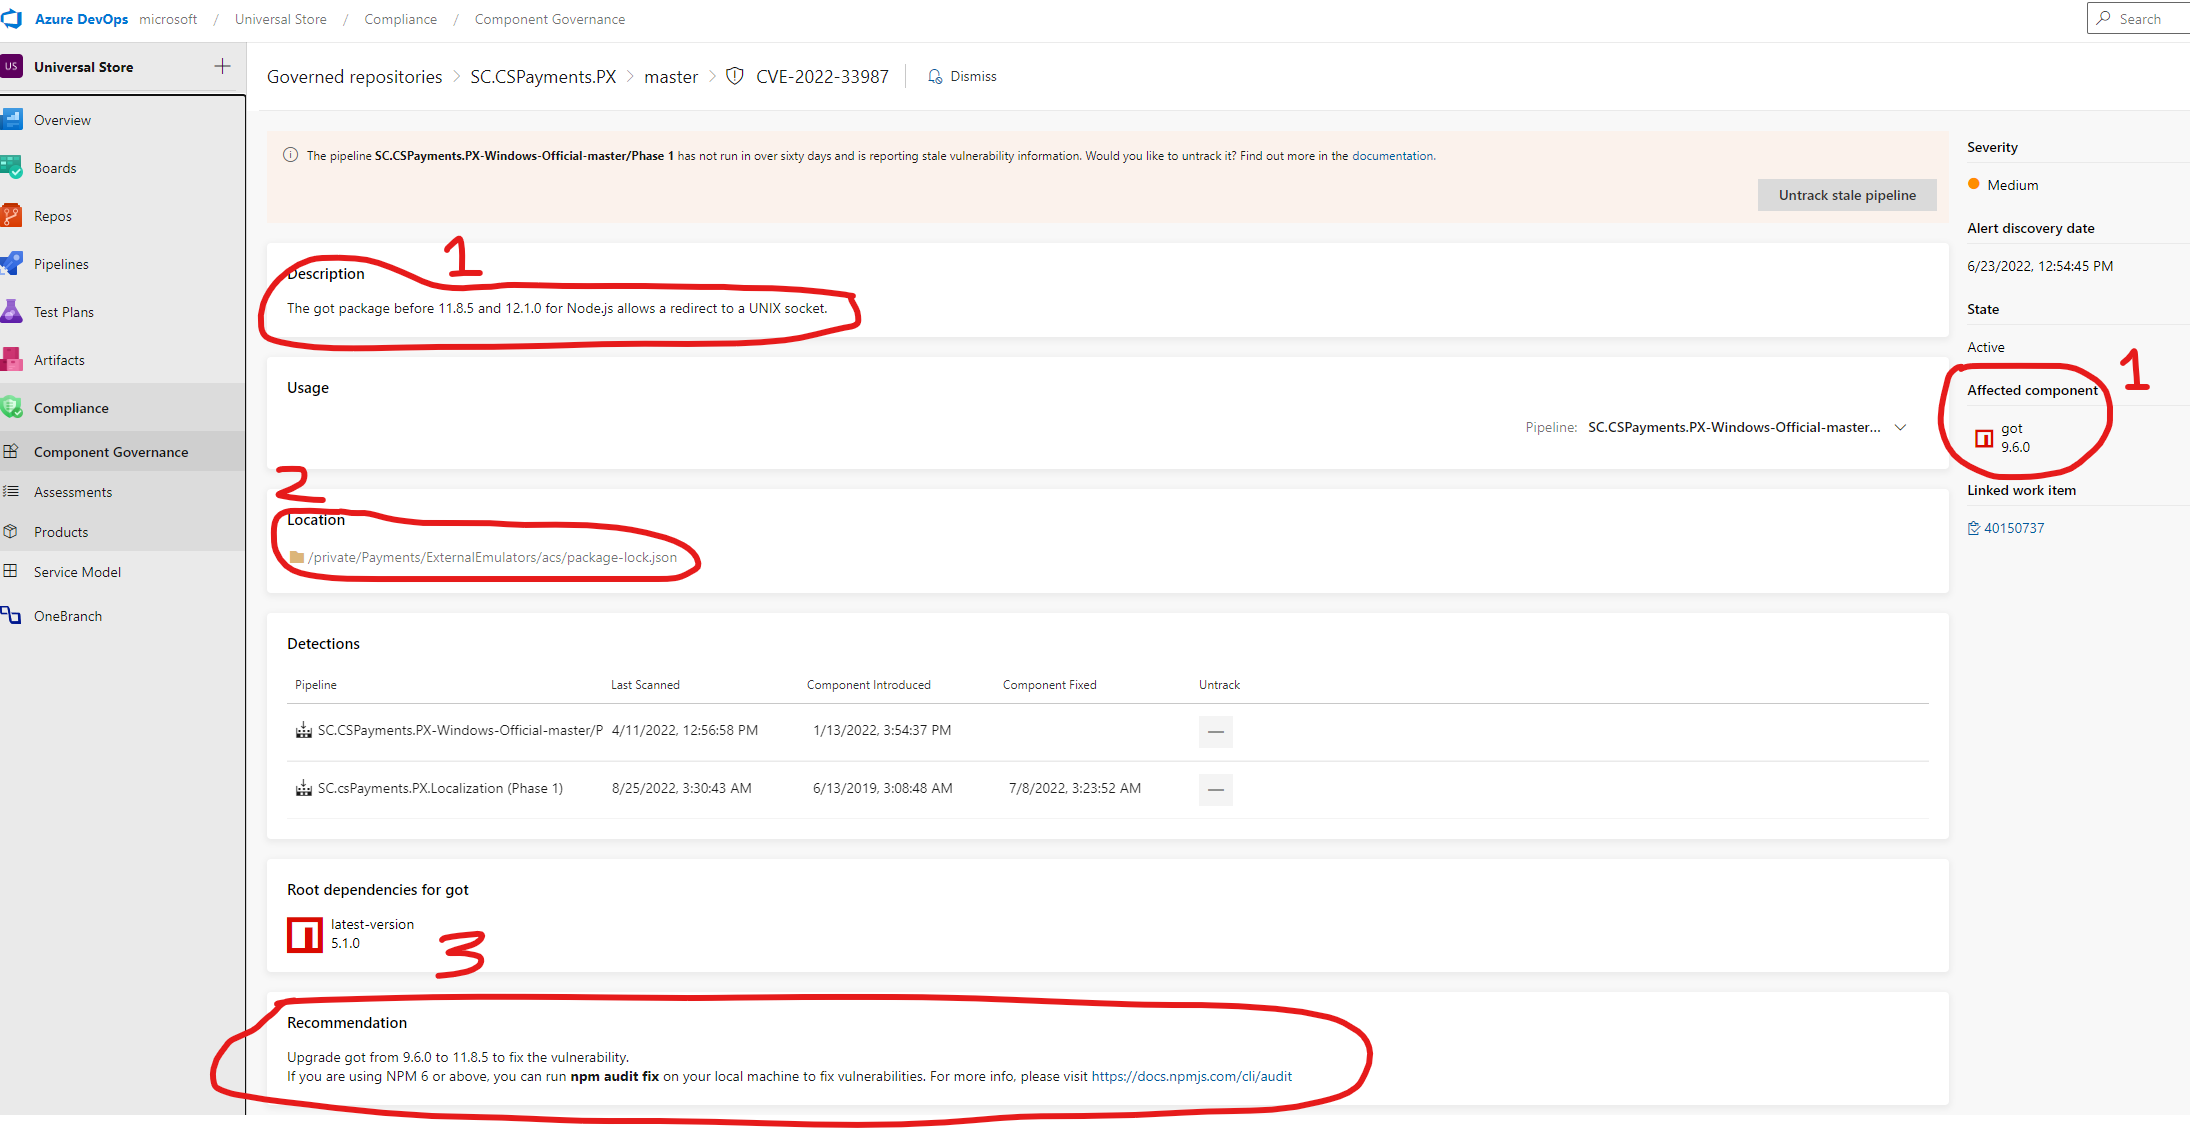 Azure DevOps microsoft / Universal Store / Compliance / Component Governance
Search
US Universal Store
Overview
Boards
Repos
Pipelines
Test Plans
Artifacts
Compliance
Component Governance
Assessments
Products
Service Model
OneBranch
Governed repositories > SC.CSPayments.PX > master > CVE-2022-33987 Dismiss
The pipeline SC.CSPayments.PX-Windows-Official-master/Phase 1 has not run in over sixty days and is reporting stale vulnerability information. Would you like to untrack it? Find out more in the documentation.
Untrack stale pipeline
1
Description
The got package before 11.8.5 and 12.1.0 for Node.js allows a redirect to a UNIX socket.
Usage
Pipeline: SC.CSPayments.PX-Windows-Official-master...
2
Location
/private/Payments/ExternalEmulators/acs/package-lock.json
Detections
Pipeline Last Scanned Component Introduced Component Fixed Untrack
SC.CSPayments.PX-Windows-Official-master/P 4/11/2022, 12:56:58 PM 1/13/2022, 3:54:37 PM
SC.csPayments.PX.Localization (Phase 1) 8/25/2022, 3:30:43 AM 6/13/2019, 3:08:48 AM 7/8/2022, 3:23:52 AM
Root dependencies for got
latest-version
5.1.0
3
Recommendation
Upgrade got from 9.6.0 to 11.8.5 to fix the vulnerability.
If you are using NPM 6 or above, you can run npm audit fix on your local machine to fix vulnerabilities. For more info, please visit https://docs.npmjs.com/cli/audit
Severity
Medium
Alert discovery date
6/23/2022, 12:54:45 PM
State
Active
1
Affected component
got
9.6.0
Linked work item
40150737